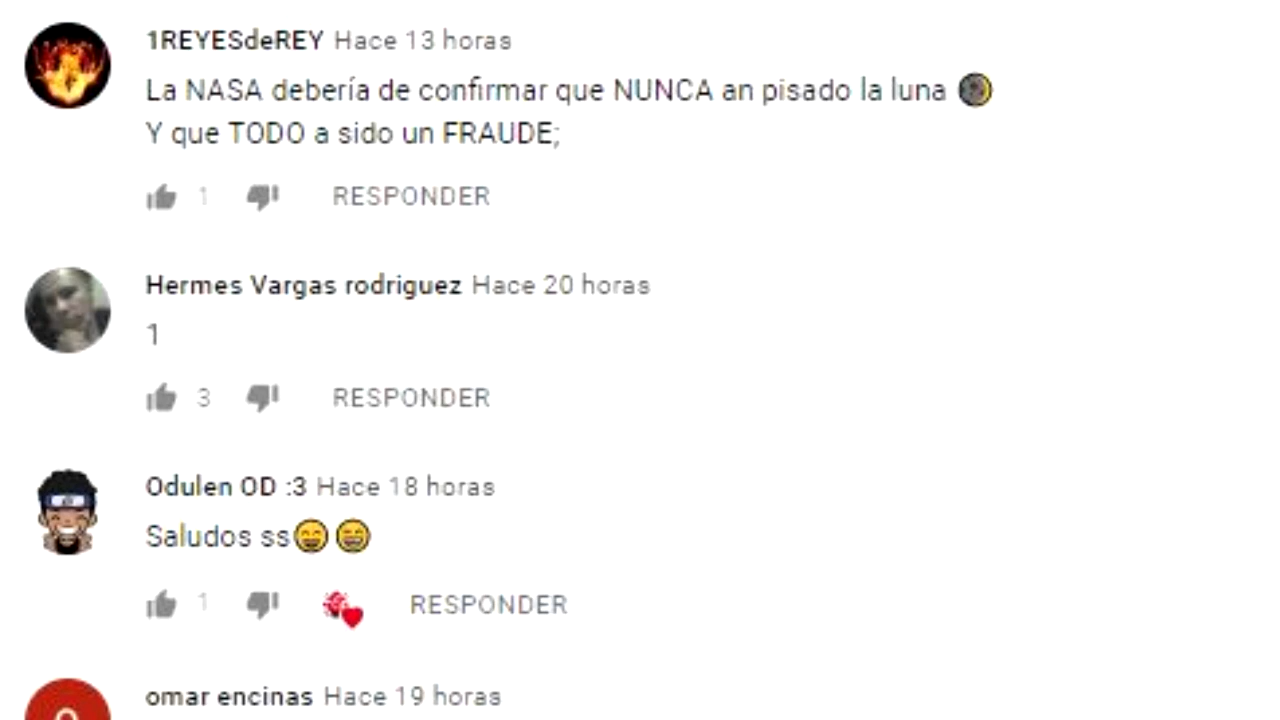 1REYESdeREY Hace 13 horas
La NASA debería de confirmar que NUNCA an pisado la luna 🌘
Y que TODO a sido un FRAUDE;
1 RESPONDER
Hermes Vargas rodriguez Hace 20 horas
1
3 RESPONDER
Odulen OD :3 Hace 18 horas
Saludos ss😄😄
1 RESPONDER
omar encinas Hace 19 horas